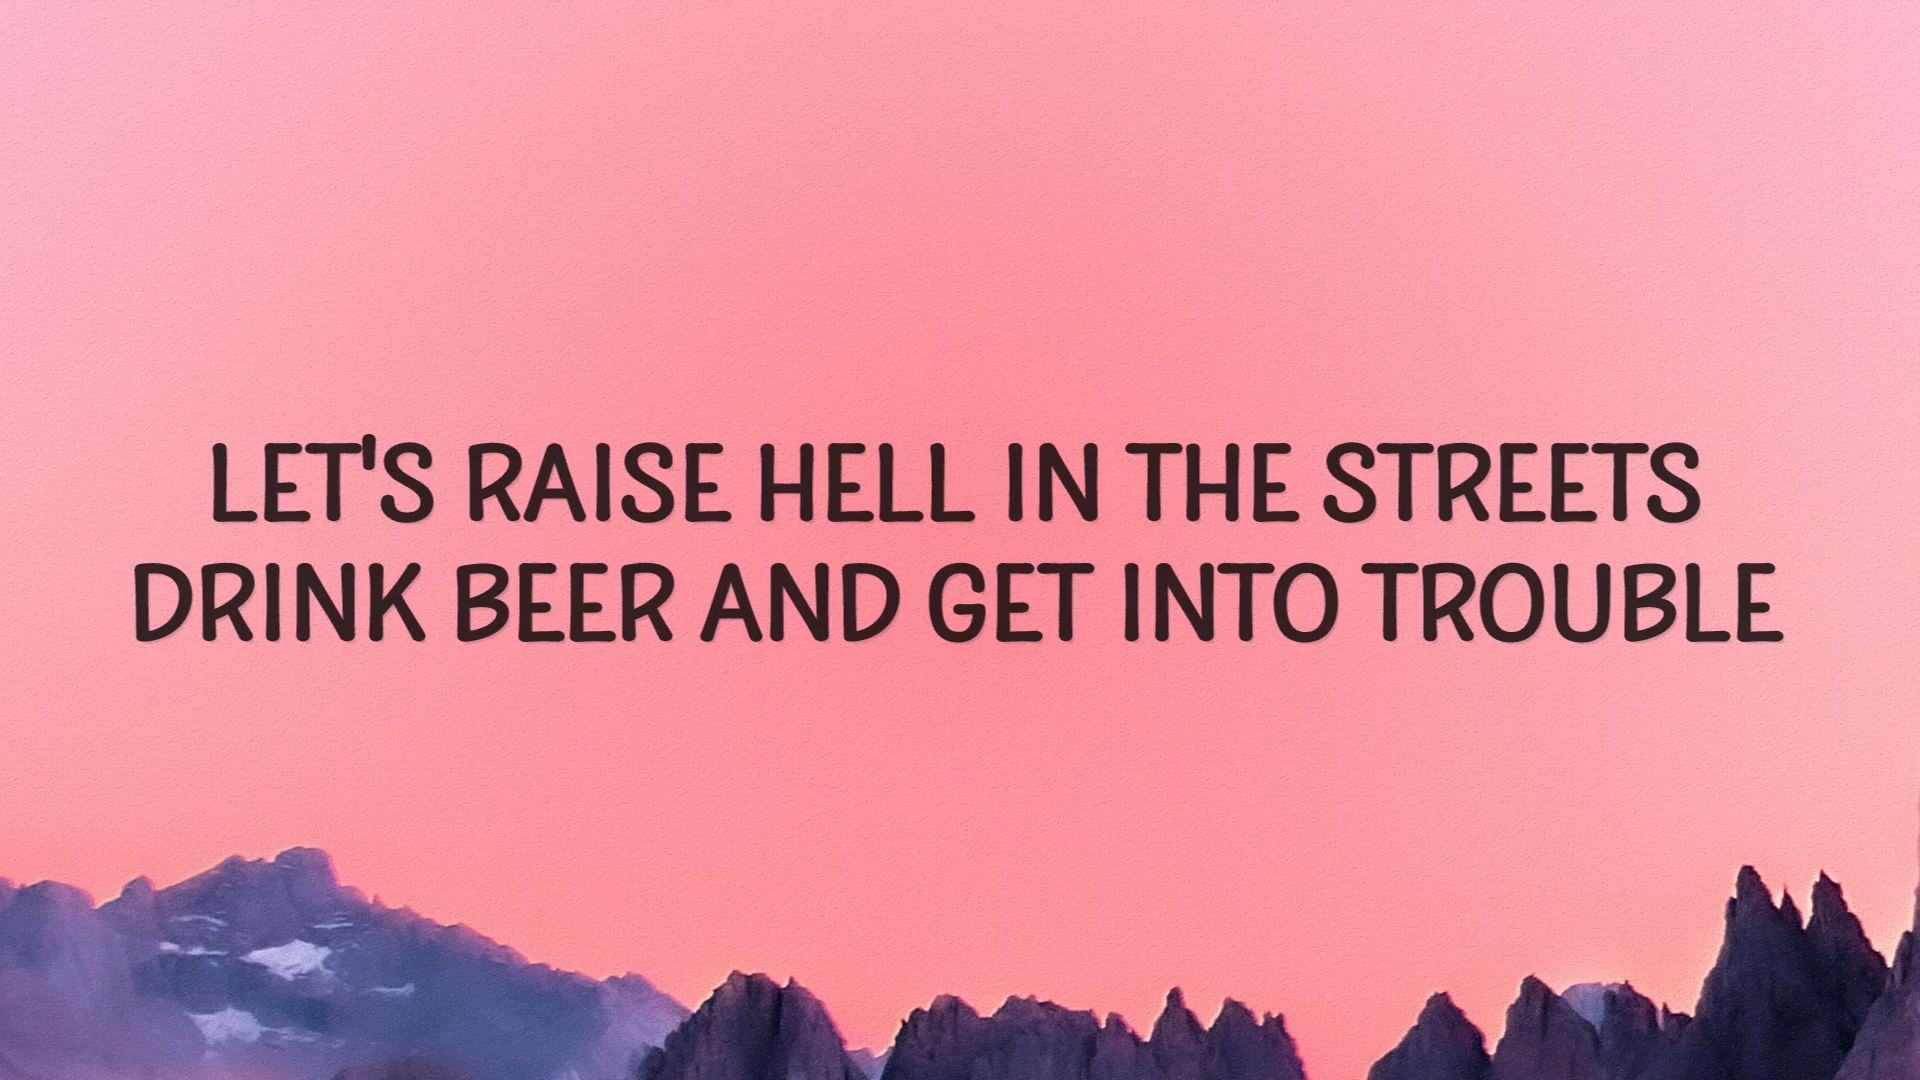 LET'S RAISE HELL IN THE STREETS
DRINK BEER AND GET INTO TROUBLE